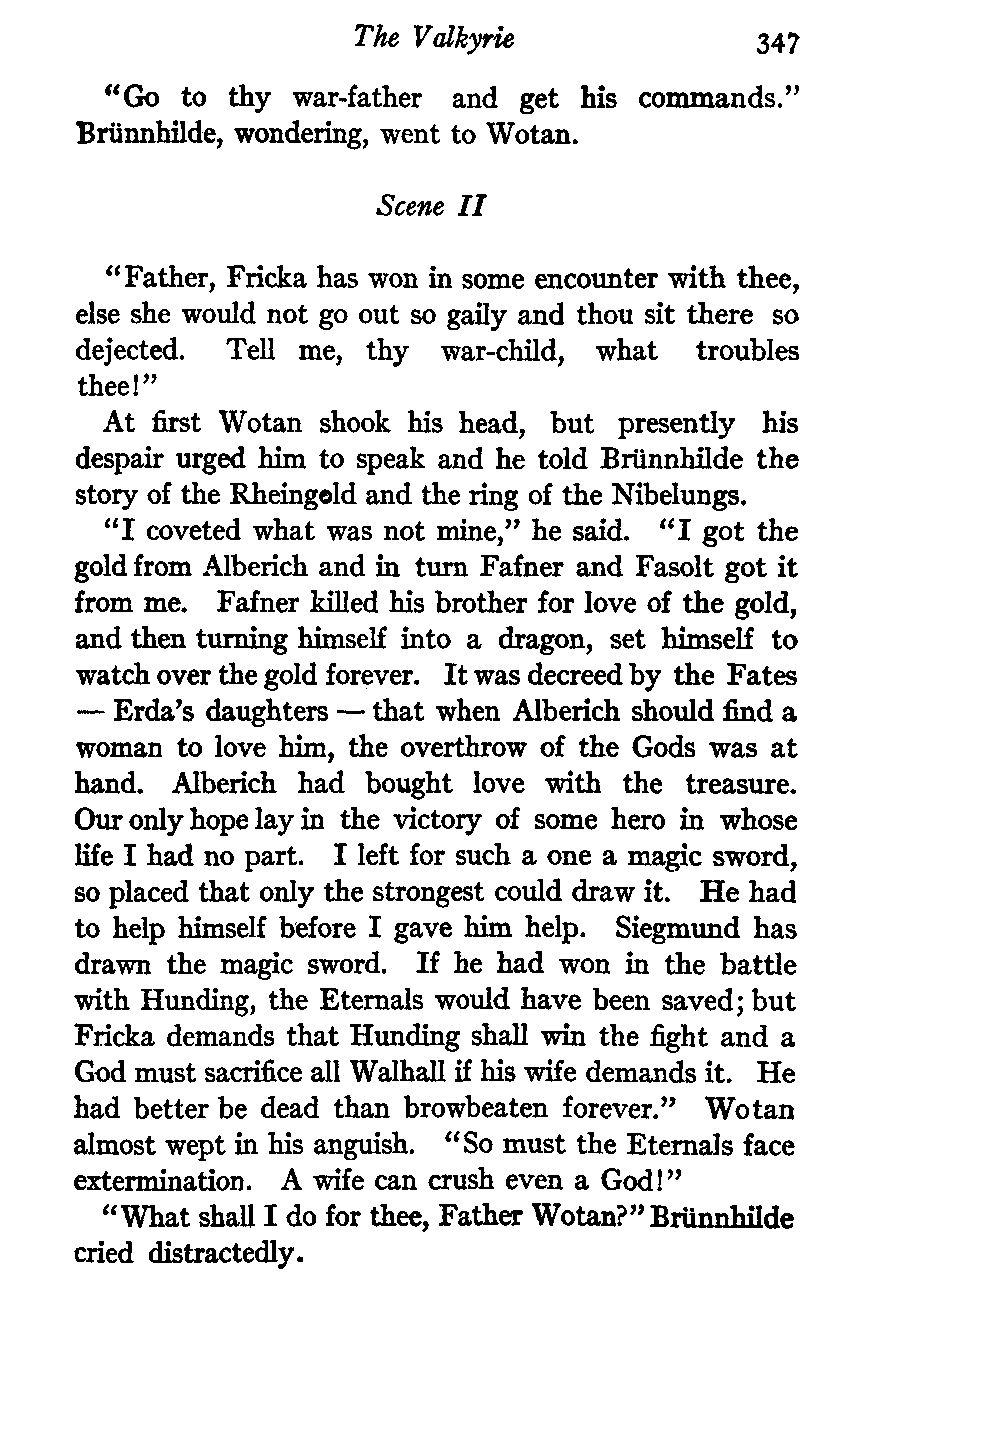 The Valkyrie 347
"Go to thy war-father and get his commands."
Brünnhilde, wondering, went to Wotan.
Scene II
"Father, Fricka has won in some encounter with thee,
else she would not go out so gaily and thou sit there so
dejected. Tell me, thy war-child, what troubles
thee!"
At first Wotan shook his head, but presently his
despair urged him to speak and he told Brünnhilde the
story of the Rheingold and the ring of the Nibelungs.
"I coveted what was not mine," he said. "I got the
gold from Alberich and in turn Fafner and Fasolt got it
from me. Fafner killed his brother for love of the gold,
and then turning himself into a dragon, set himself to
watch over the gold forever. It was decreed by the Fates
— Erda's daughters — that when Alberich should find a
woman to love him, the overthrow of the Gods was at
hand. Alberich had bought love with the treasure.
Our only hope lay in the victory of some hero in whose
life I had no part. I left for such a one a magic sword,
so placed that only the strongest could draw it. He had
to help himself before I gave him help. Siegmund has
drawn the magic sword. If he had won in the battle
with Hunding, the Eternals would have been saved; but
Fricka demands that Hunding shall win the fight and a
God must sacrifice all Walhall if his wife demands it. He
had better be dead than browbeaten forever." Wotan
almost wept in his anguish. "So must the Eternals face
extermination. A wife can crush even a God!"
"What shall I do for thee, Father Wotan?" Brünnhilde
cried distractedly.